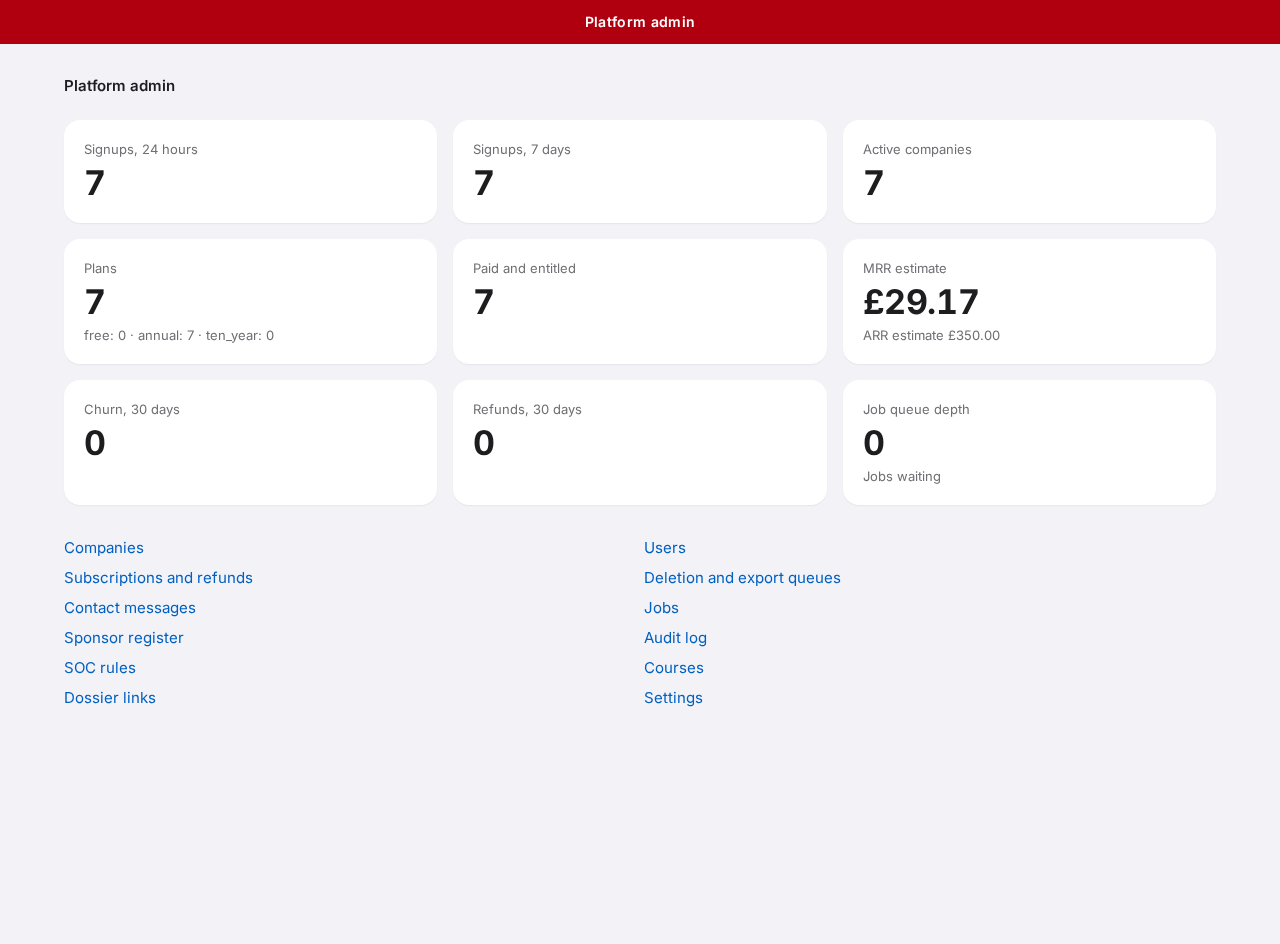 Platform admin
Platform admin
Signups, 24 hours
7
Signups, 7 days
7
Active companies
7
Plans
7
free: 0 · annual: 7 · ten_year: 0
Paid and entitled
7
MRR estimate
£29.17
ARR estimate £350.00
Churn, 30 days
0
Refunds, 30 days
0
Job queue depth
0
Jobs waiting
Companies
Users
Subscriptions and refunds
Deletion and export queues
Contact messages
Jobs
Sponsor register
Audit log
SOC rules
Courses
Dossier links
Settings